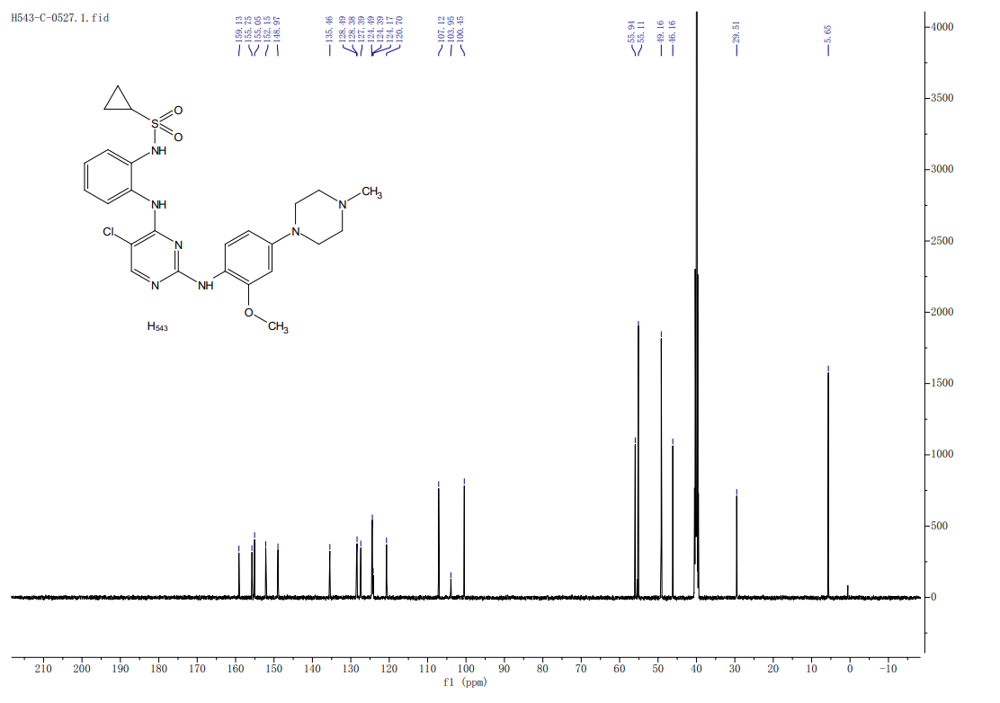 H543-C-0527.1.fid
159.13
155.75
155.05
152.15
148.97
135.46
128.49
128.38
127.39
124.49
124.39
124.17
120.70
107.12
103.95
100.45
55.94
55.11
49.16
46.16
29.51
5.65
O
S
O
NH
NH
Cl
N
N
NH
N
N
CH3
O
CH3
H543
4000
3500
3000
2500
2000
1500
1000
500
0
210 200 190 180 170 160 150 140 130 120 110 100 90 80 70 60 50 40 30 20 10 0 -10
f1 (ppm)